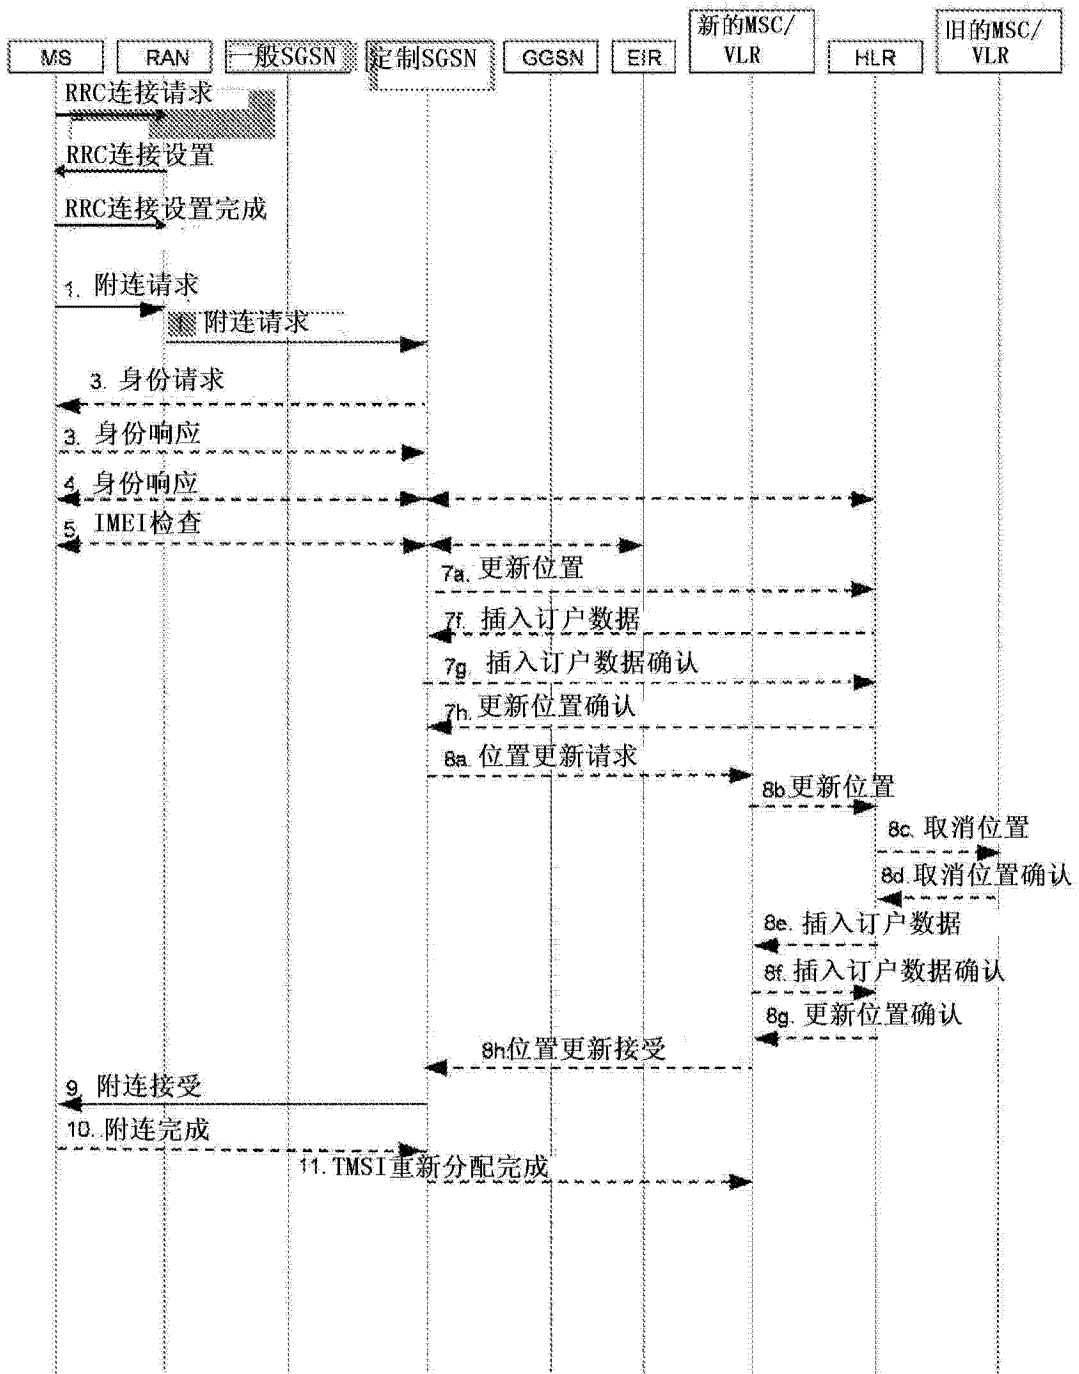 MS
RAN
一般SGSN
定制SGSN
GGSN
EIR
新的MSC/
VLR
HLR
旧的MSC/
VLR
RRC连接请求
RRC连接设置
RRC连接设置完成
1. 附连请求
附连请求
3. 身份请求
3. 身份响应
4. 身份响应
5. IMEI检查
7a. 更新位置
7f. 插入订户数据
7g. 插入订户数据确认
7h. 更新位置确认
8a. 位置更新请求
8b.更新位置
8c. 取消位置
8d.取消位置确认
8e. 插入订户数据
8f. 插入订户数据确认
8g. 更新位置确认
8h位置更新接受
9. 附连接受
10. 附连完成
11. TMSI重新分配完成